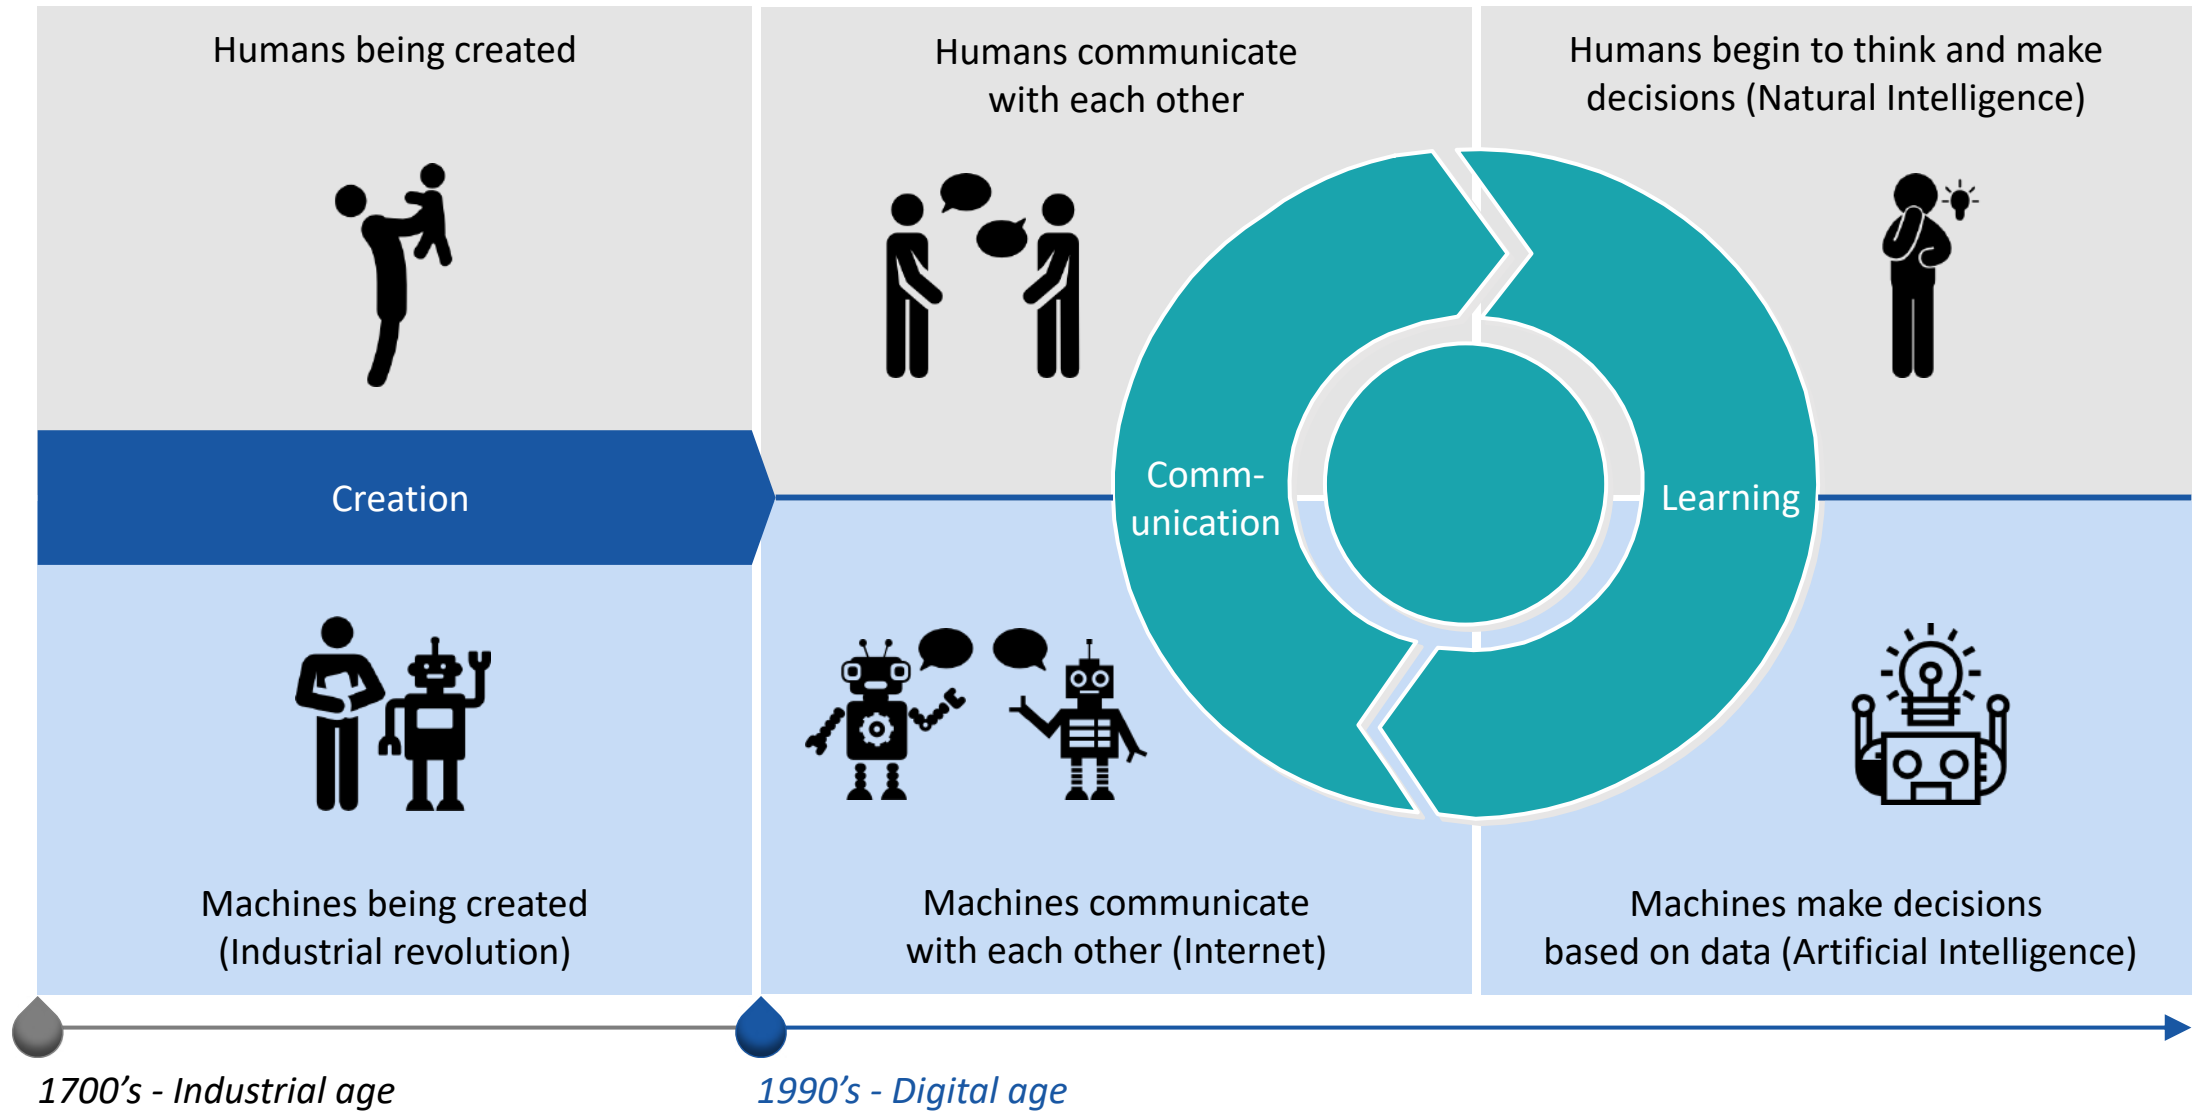 Humans being created
Humans communicate
with each other
Humans begin to think and make
decisions (Natural Intelligence)
Creation
Comm-
unication
Learning
Machines being created
(Industrial revolution)
Machines communicate
with each other (Internet)
Machines make decisions
based on data (Artificial Intelligence)
1700’s - Industrial age
1990’s - Digital age